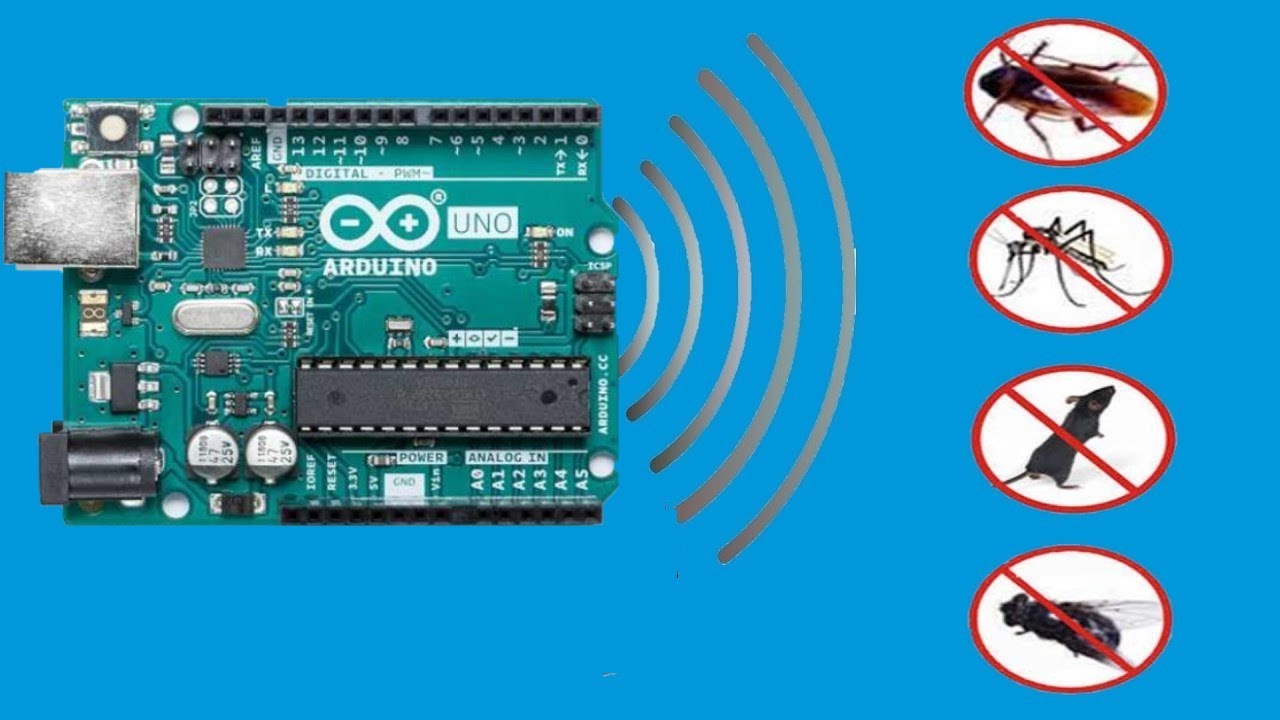 AREF
GND
13
12
~11
~10
~9
8
7
~6
~5
4
~3
2
TX→1
RX←0
DIGITAL - PWM~
UNO
TX
RX
ON
ARDUINO
ICSP
RESET-EN
ARDUINO.CC
47
25V
47
25V
POWER
ANALOG IN
IOREF
RESET
3.3V
5V
GND
Vin
A0
A1
A2
A3
A4
A5